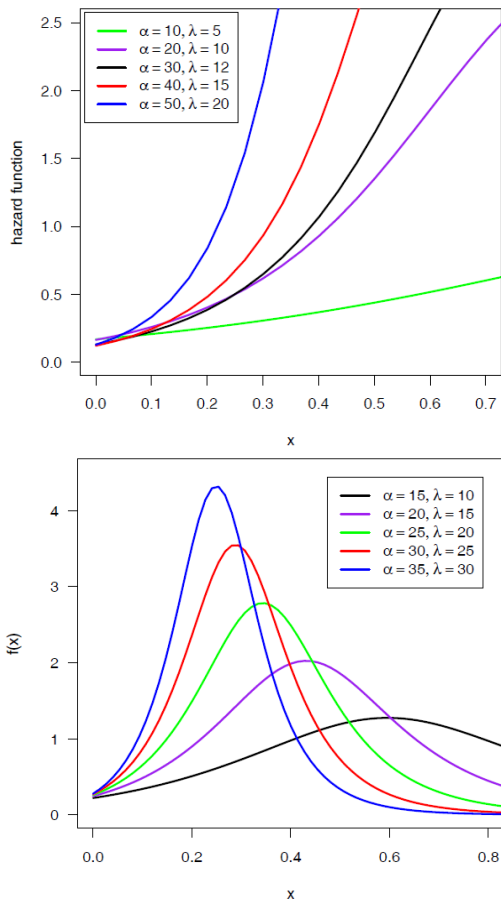 2.5
2.0
1.5
1.0
0.5
0.0
hazard function
α = 10, λ = 5
α = 20, λ = 10
α = 30, λ = 12
α = 40, λ = 15
α = 50, λ = 20
0.0 0.1 0.2 0.3 0.4 0.5 0.6 0.7
x
4
3
2
1
0
f(x)
α = 15, λ = 10
α = 20, λ = 15
α = 25, λ = 20
α = 30, λ = 25
α = 35, λ = 30
0.0 0.2 0.4 0.6 0.8
x